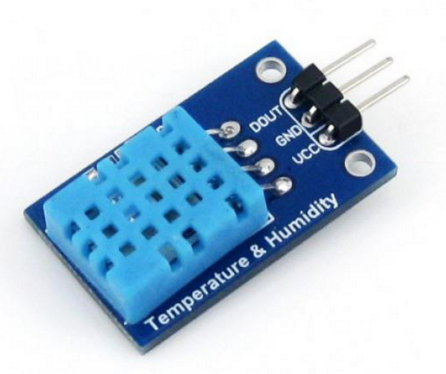 DOUT
GND
VCC
Temperature & Humidity